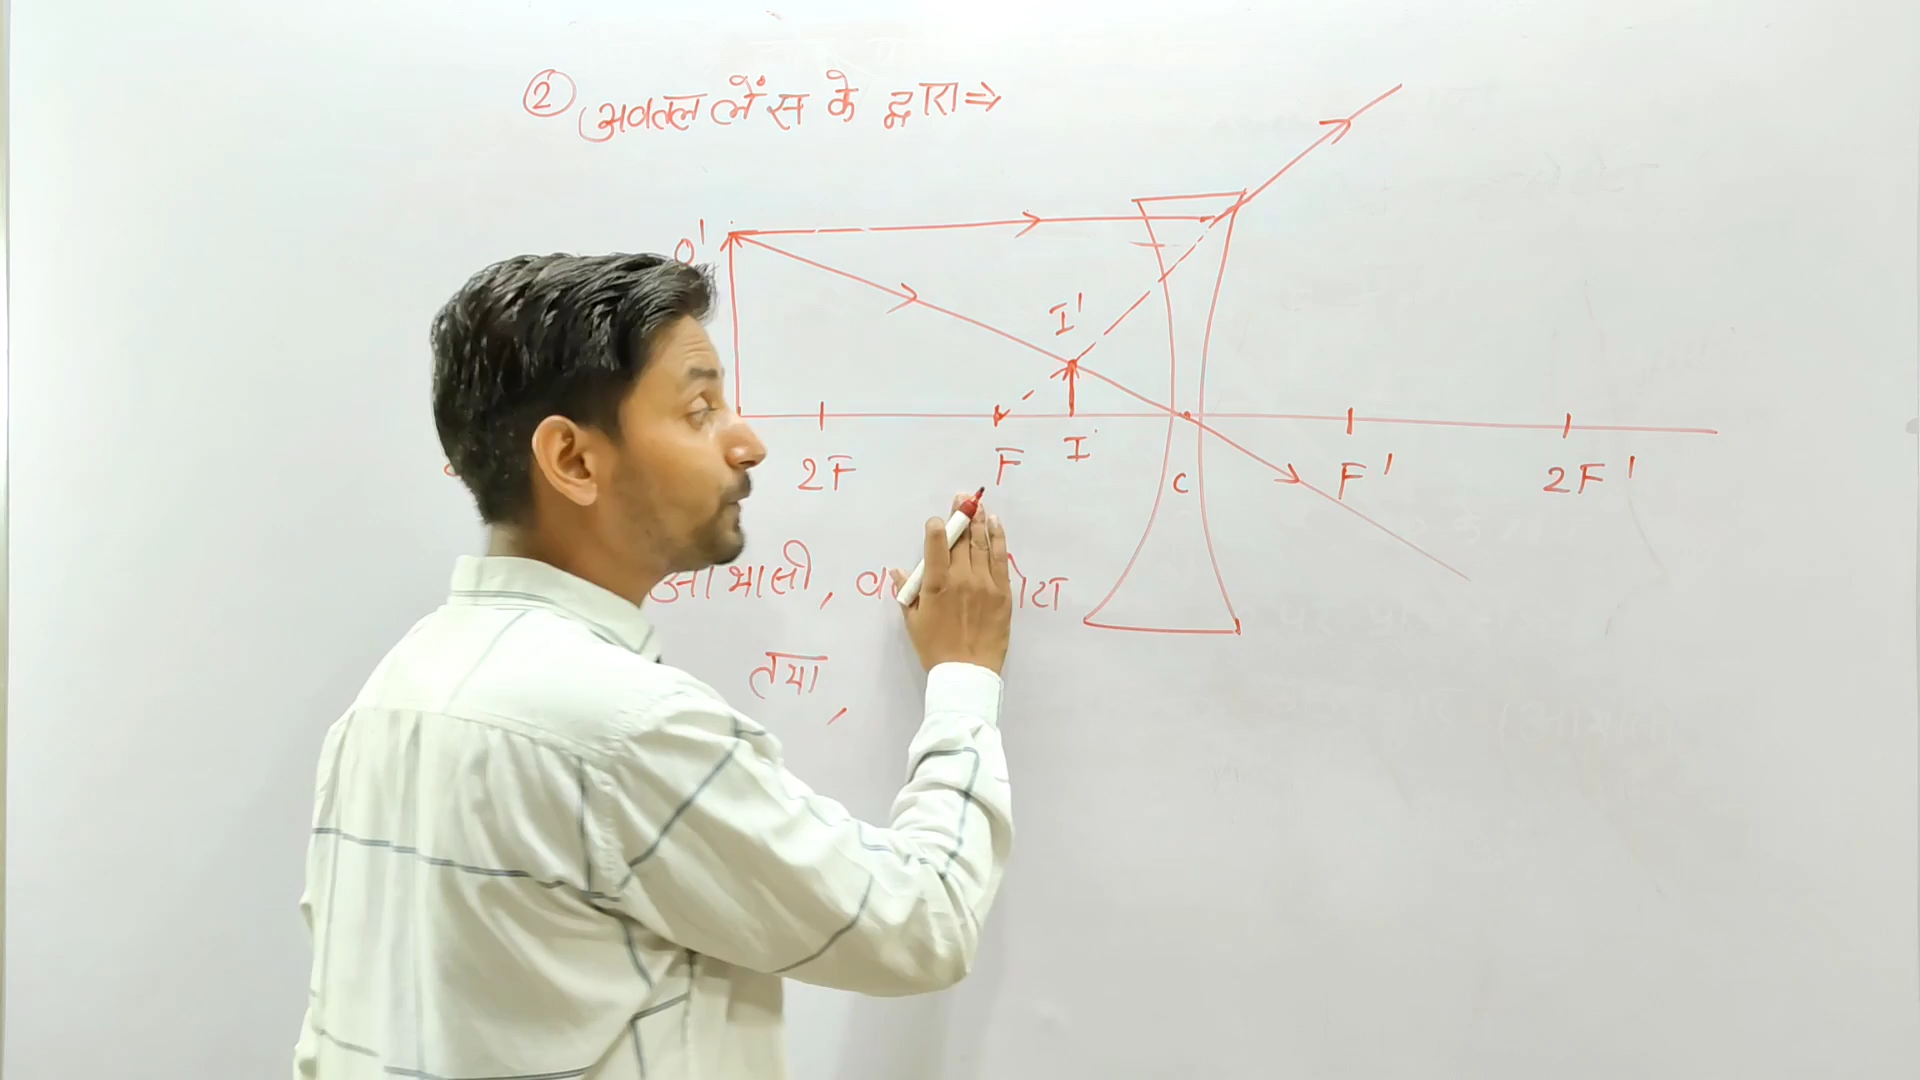 ② अवतल लेंस के द्वारा ⇒
O'
I'
2F F I C F' 2F'
आभासी,
तथा ,